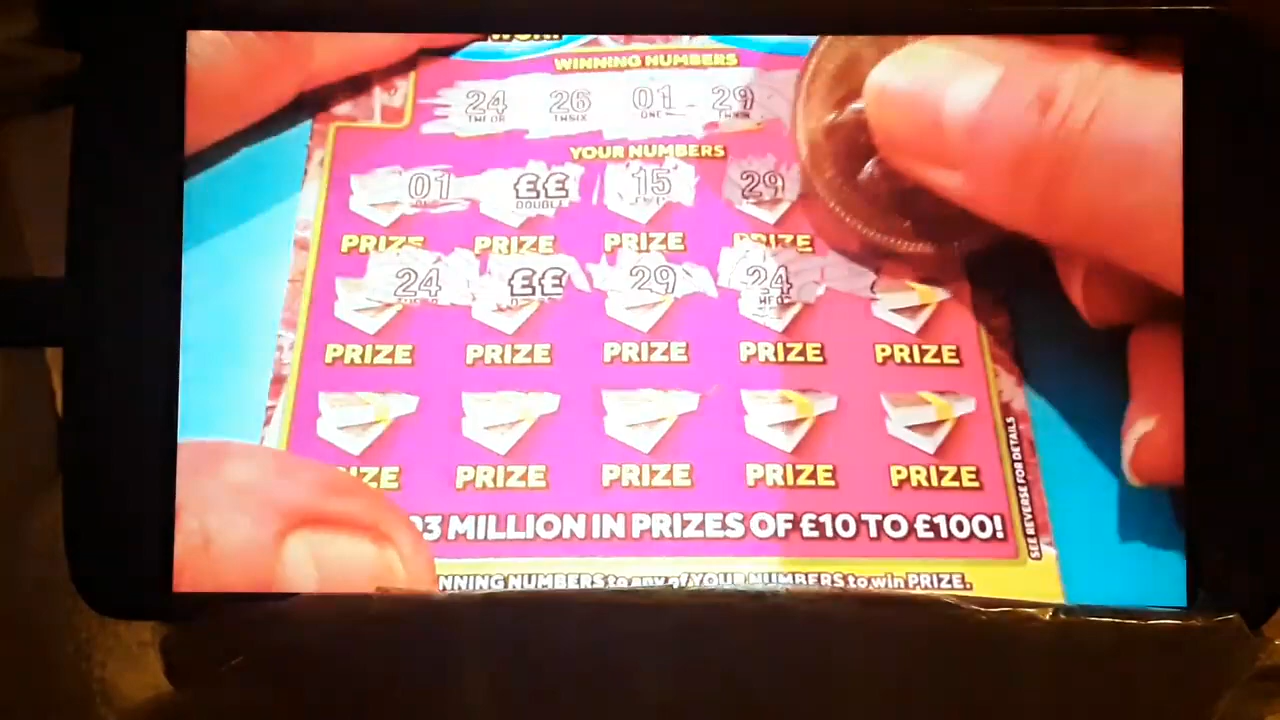 WINNING NUMBERS
24 26 01 29
ONE
YOUR NUMBERS
01 ££ 15 29
DOUBLE
PRIZE PRIZE PRIZE PRIZE
24 ££ 29 24
PRIZE PRIZE PRIZE PRIZE PRIZE
PRIZE PRIZE PRIZE PRIZE
3 MILLION IN PRIZES OF £10 TO £100!
NUMBERS to any of YOUR NUMBERS to win PRIZE.
SEE REVERSE FOR DETAILS